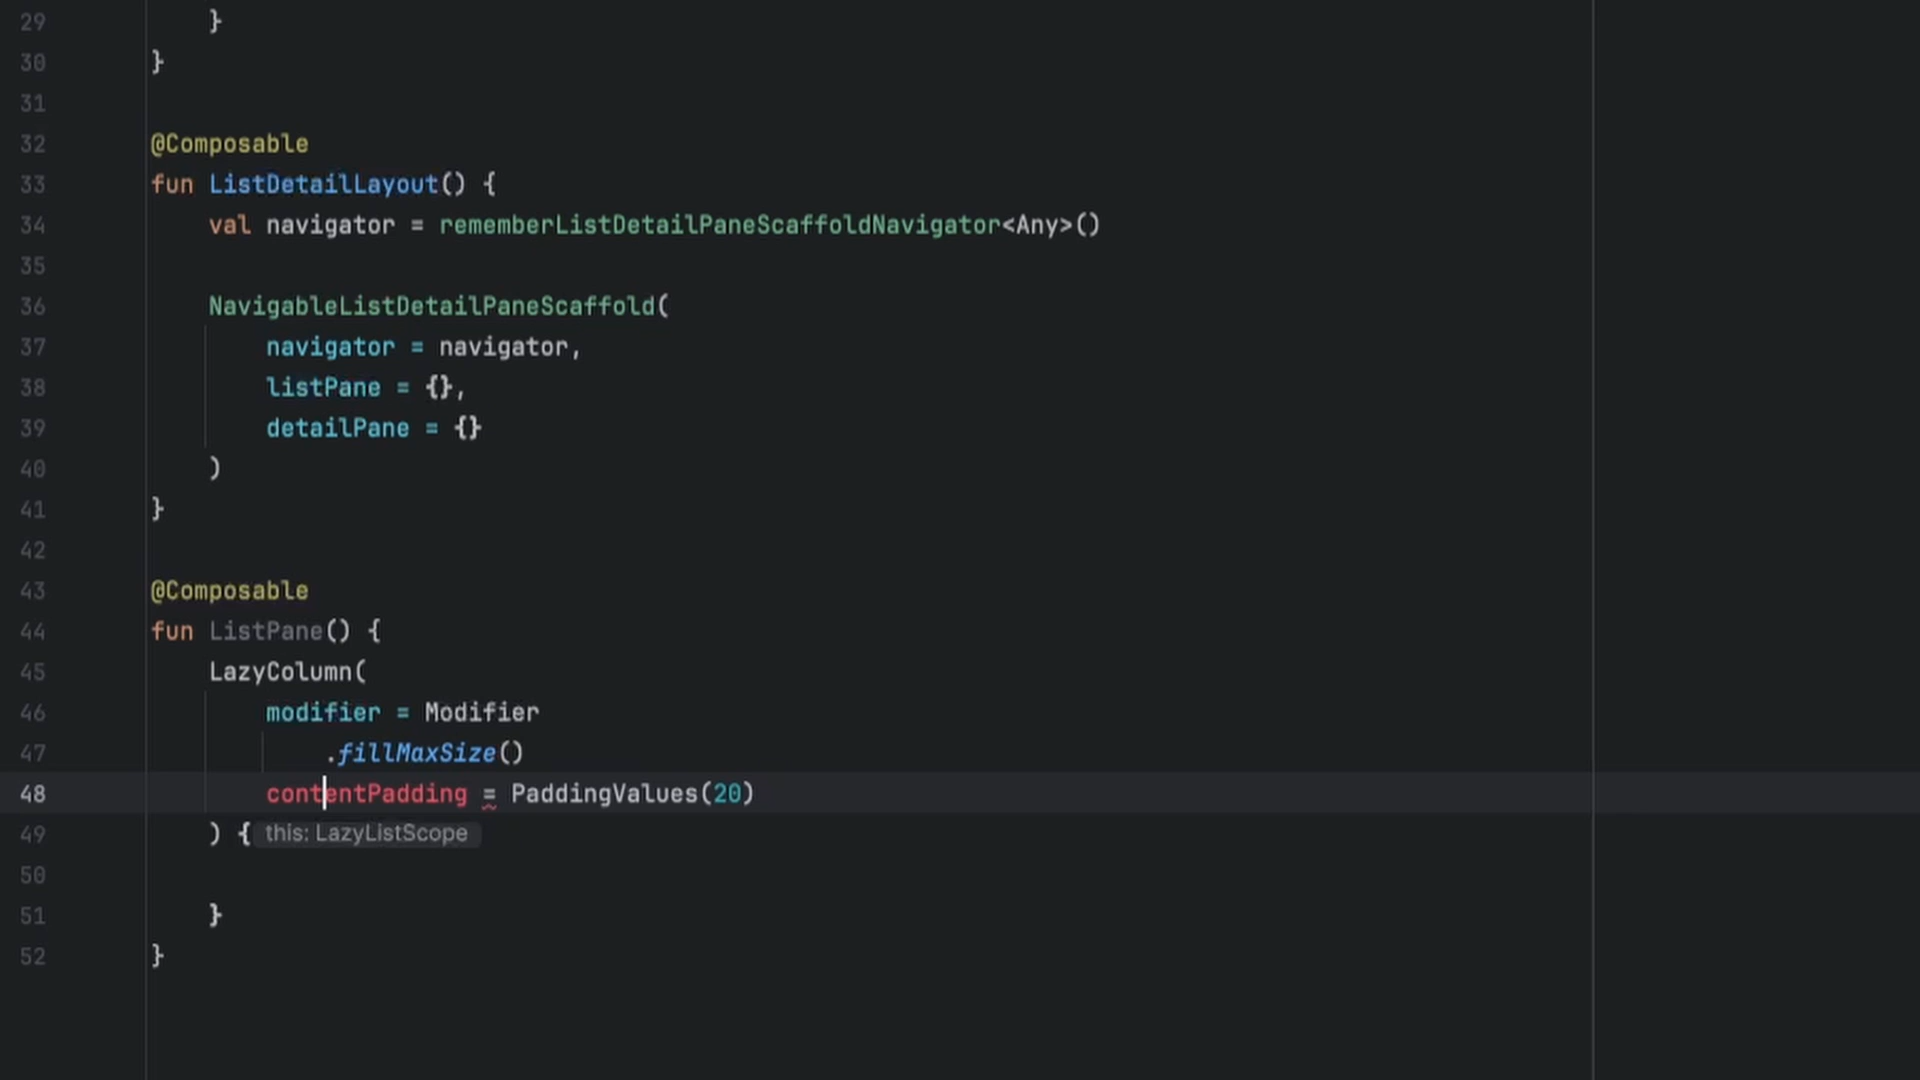 29 }
30 }
31
32 @Composable
33 fun ListDetailLayout() {
34 val navigator = rememberListDetailPaneScaffoldNavigator<Any>()
35
36 NavigableListDetailPaneScaffold(
37 navigator = navigator,
38 listPane = {},
39 detailPane = {}
40 )
41 }
42
43 @Composable
44 fun ListPane() {
45 LazyColumn(
46 modifier = Modifier
47 .fillMaxSize()
48 contentPadding = PaddingValues(20)
49 ) { this: LazyListScope
50
51 }
52 }